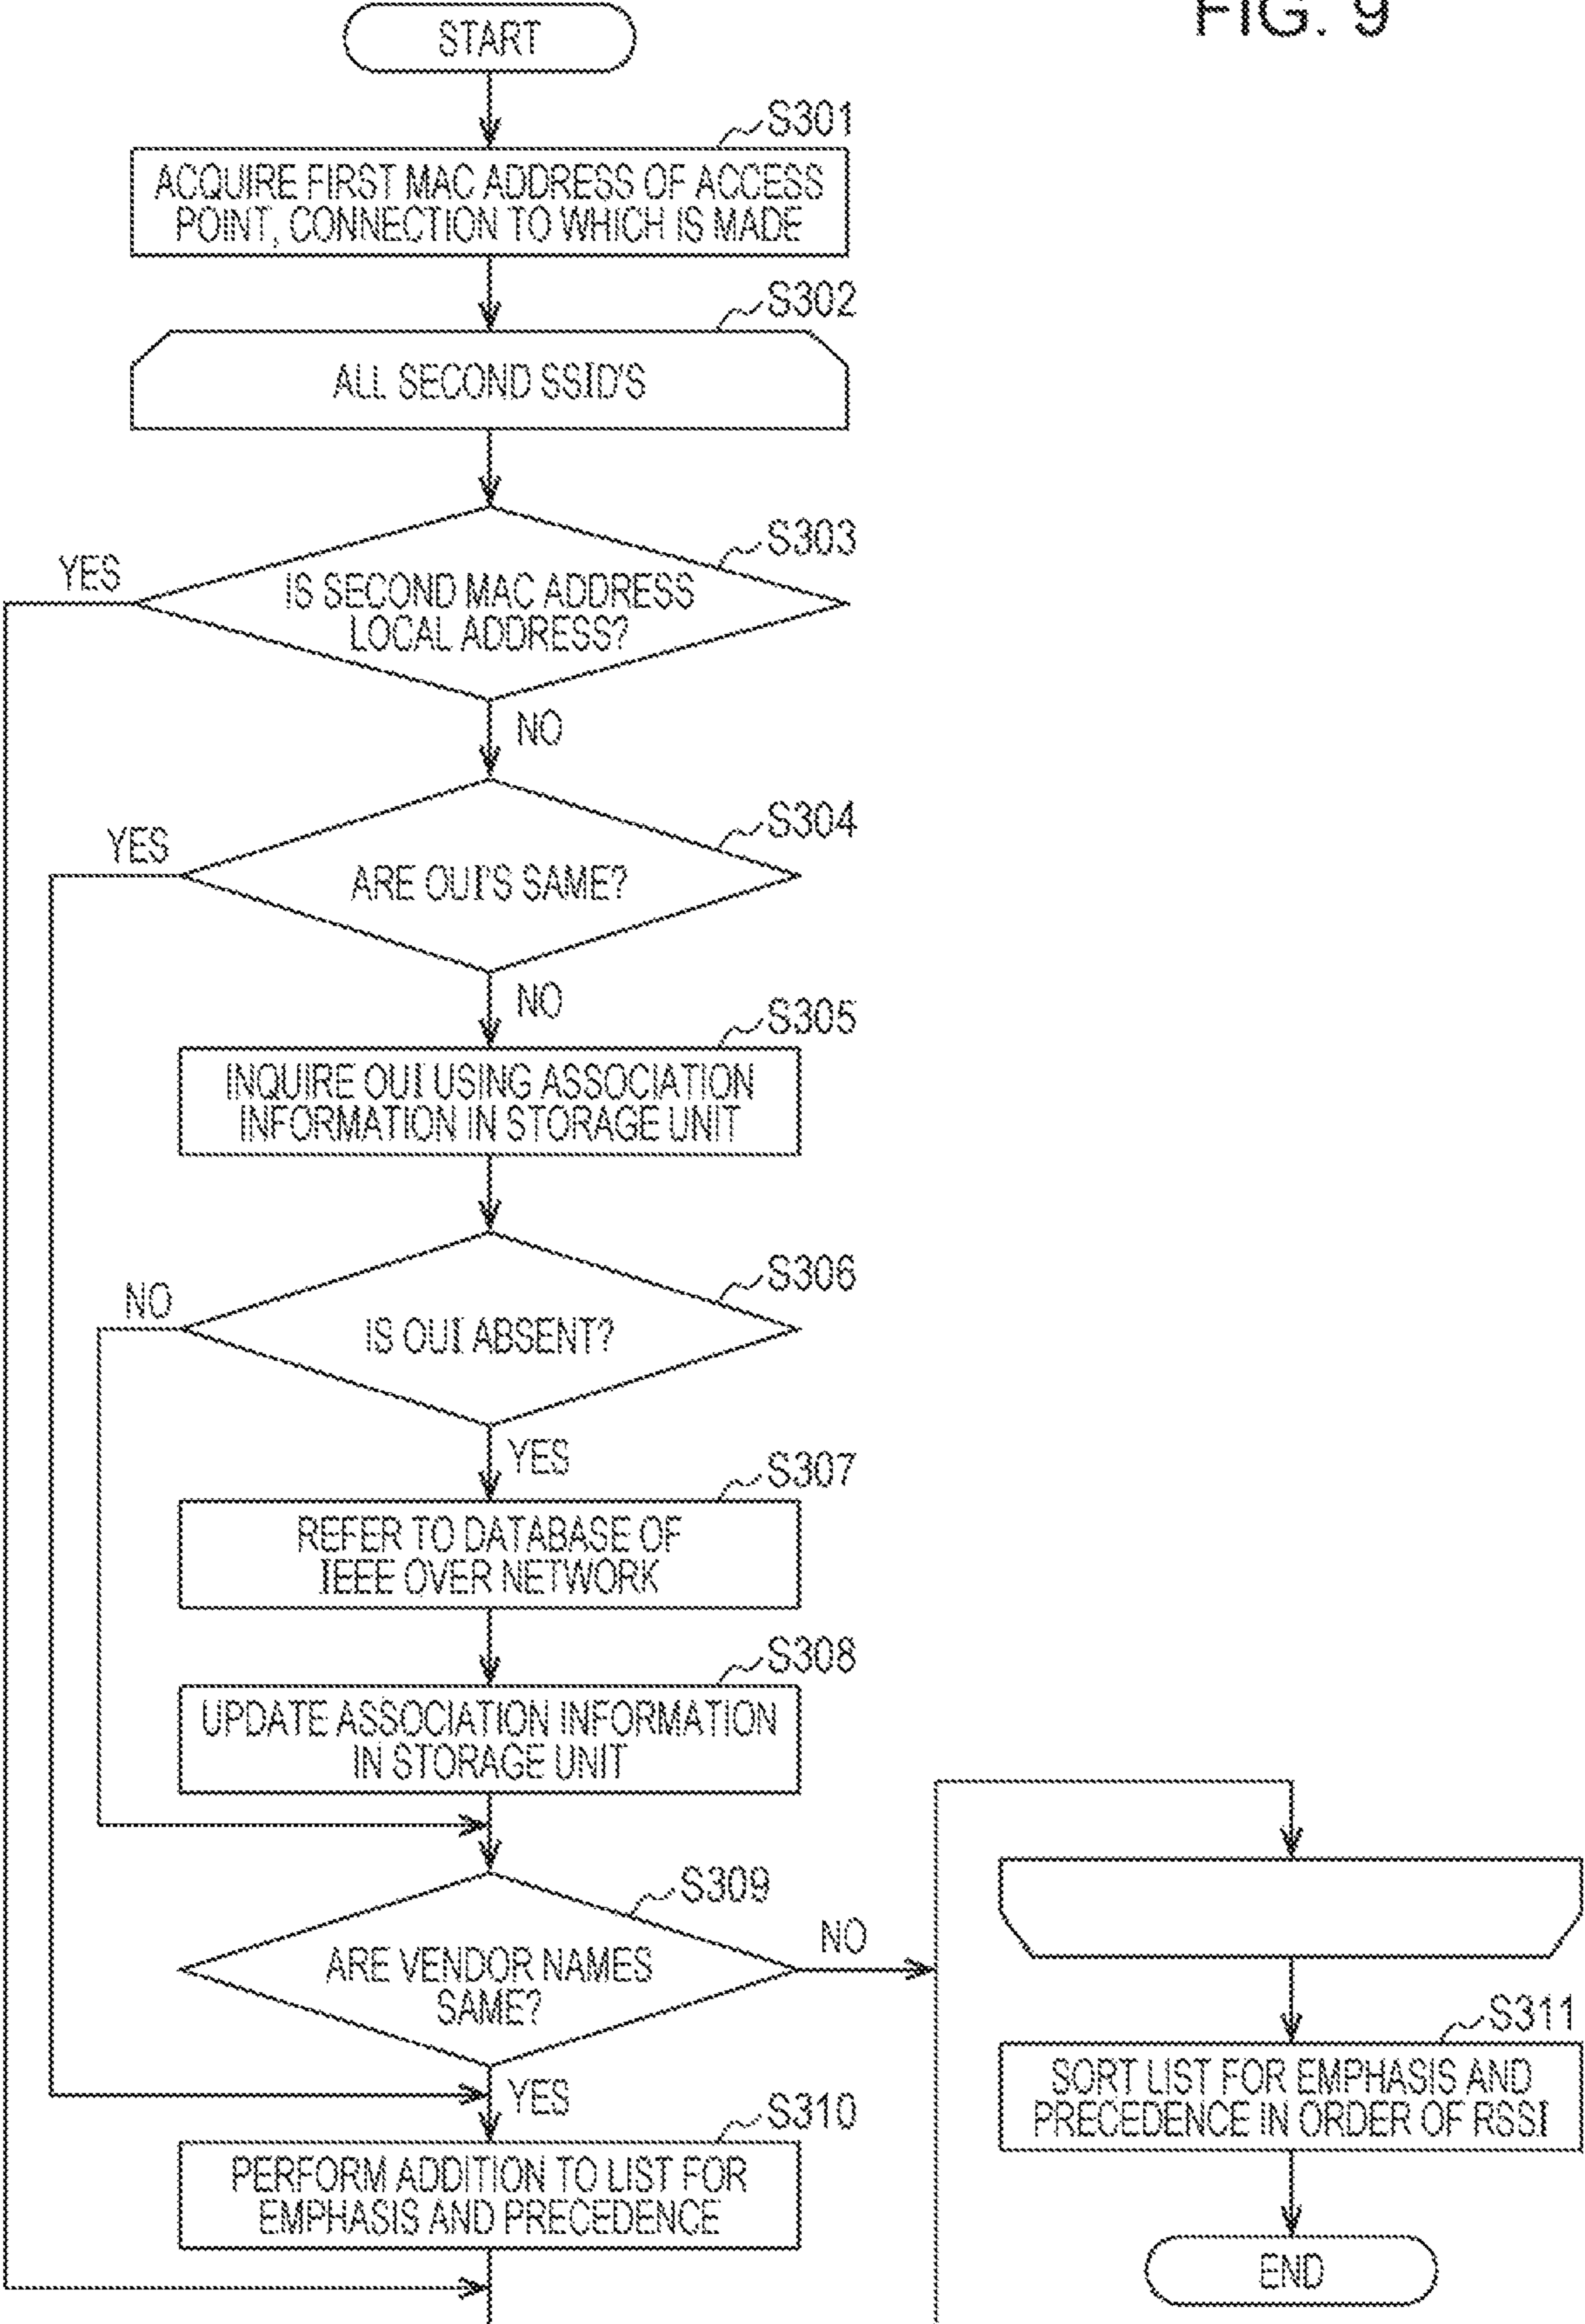 FIG. 9
START
S301
ACQUIRE FIRST MAC ADDRESS OF ACCESS
POINT, CONNECTION TO WHICH IS MADE
S302
ALL SECOND SSID'S
S303
YES
IS SECOND MAC ADDRESS
LOCAL ADDRESS?
NO
S304
YES
ARE OUI'S SAME?
NO
S305
INQUIRE OUI USING ASSOCIATION
INFORMATION IN STORAGE UNIT
S306
NO
IS OUI ABSENT?
YES
S307
REFER TO DATABASE OF
IEEE OVER NETWORK
S308
UPDATE ASSOCIATION INFORMATION
IN STORAGE UNIT
S309
NO
ARE VENDOR NAMES
SAME?
YES
S310
PERFORM ADDITION TO LIST FOR
EMPHASIS AND PRECEDENCE
S311
SORT LIST FOR EMPHASIS AND
PRECEDENCE IN ORDER OF RSSI
END